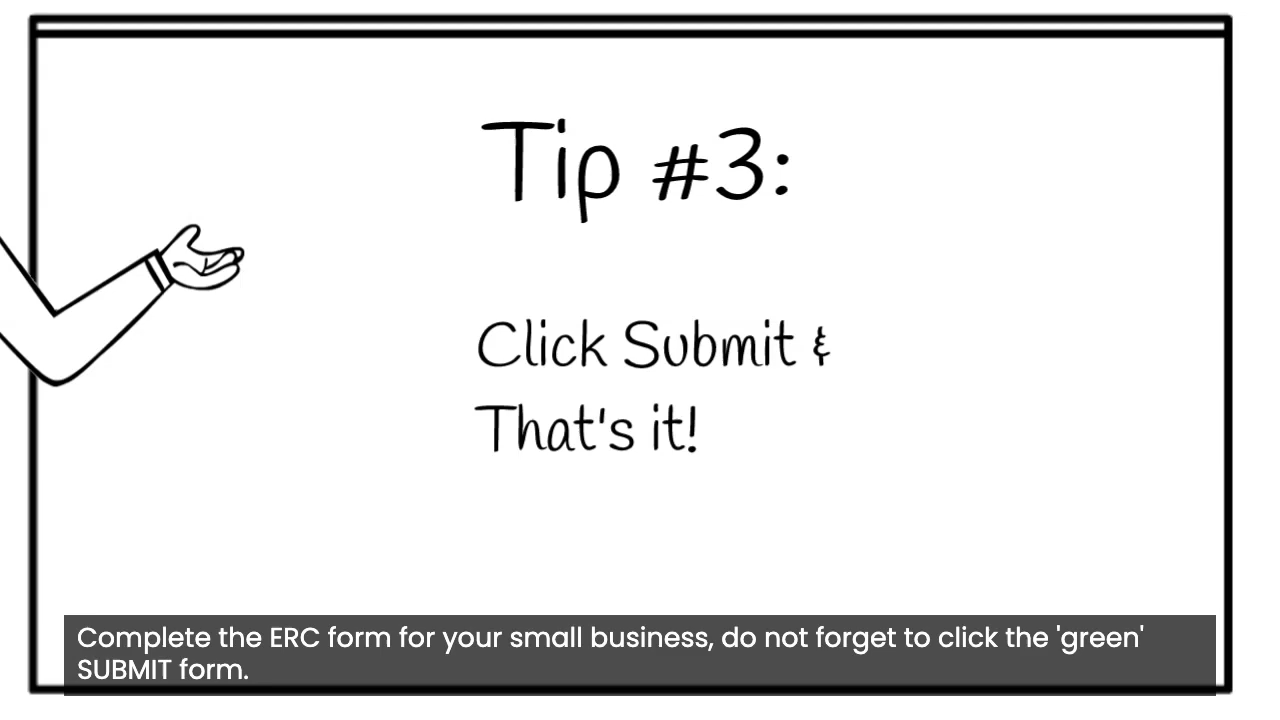 Tip #3:
Click Submit &
That's it!
Complete the ERC form for your small business, do not forget to click the 'green'
SUBMIT form.